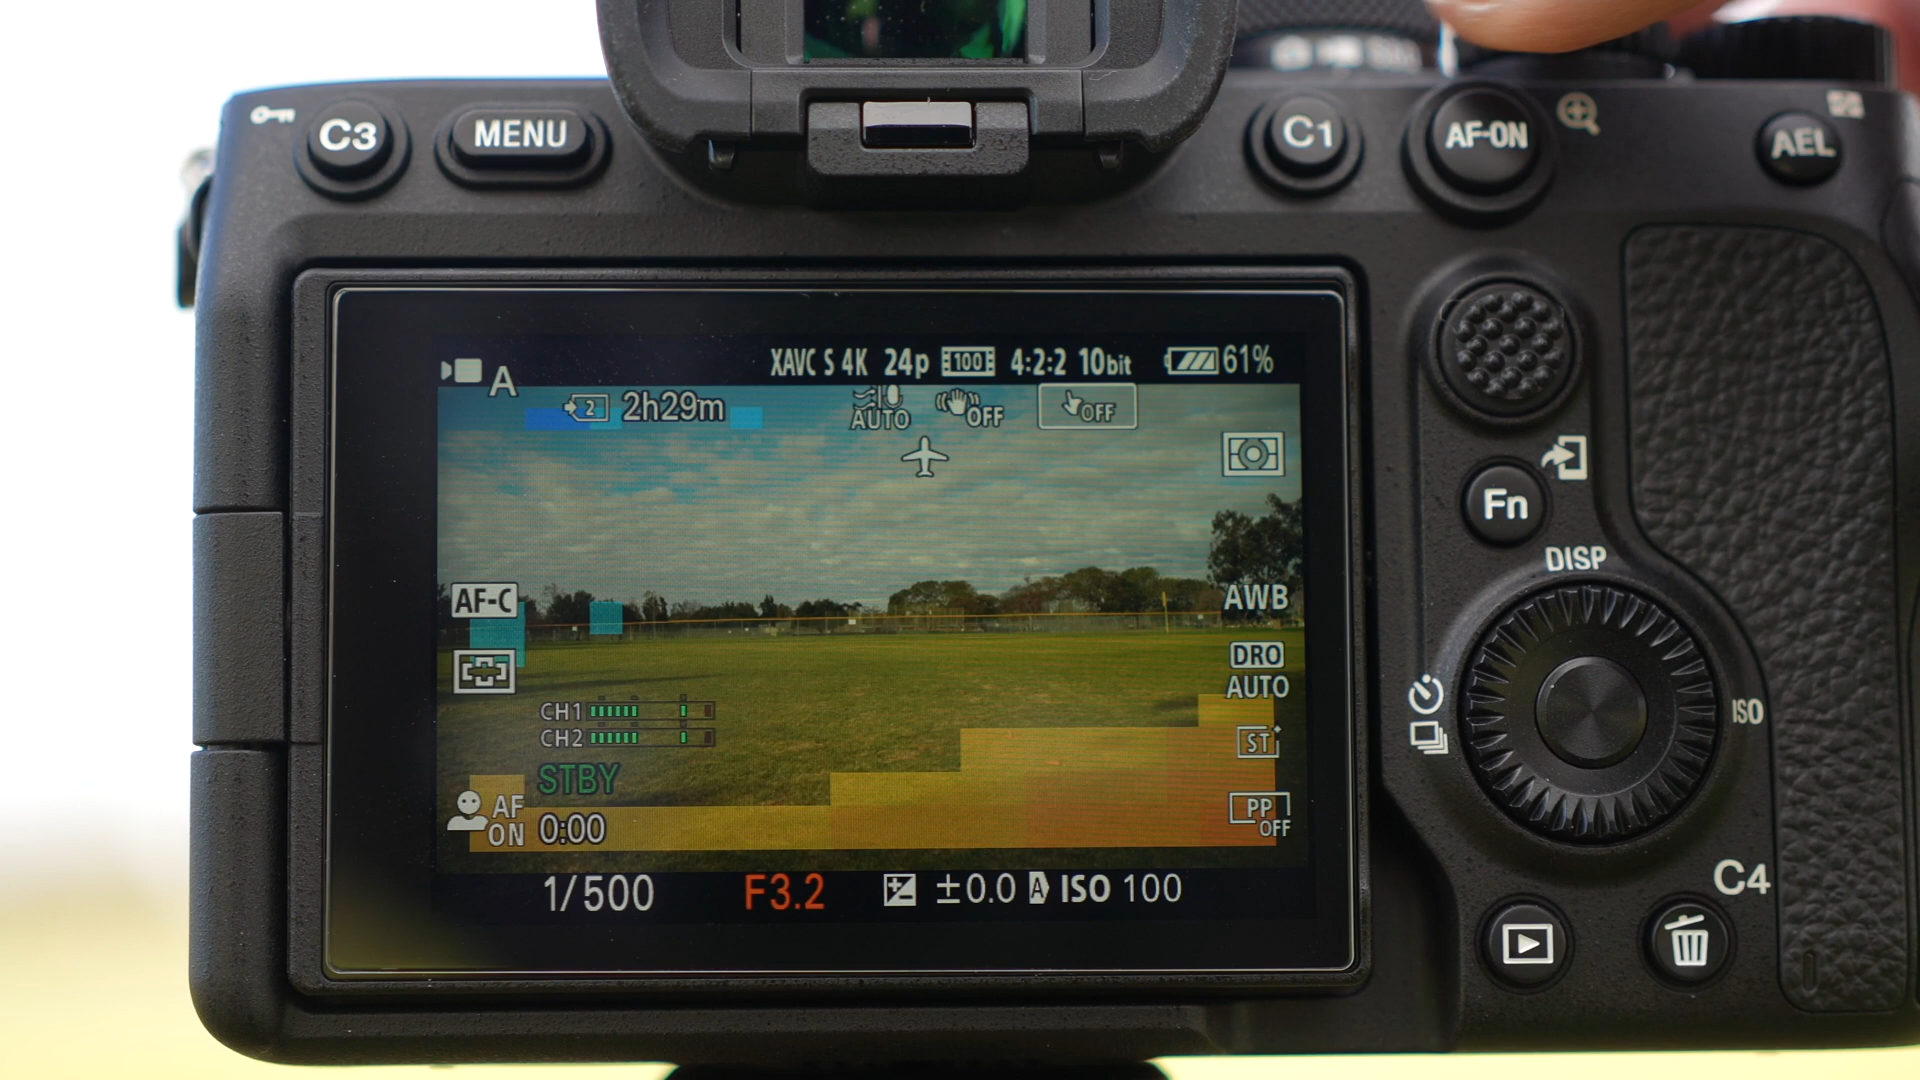 C3 MENU C1 AF-ON AEL
A XAVC S 4K 24p 100 4:2:2 10bit 61%
2 2h29m AUTO OFF OFF
Fn
DISP
AF-C AWB
DRO
AUTO
CH1
CH2
ISO
ST
STBY
AF
ON 0:00
PP
OFF
1/500 F3.2 ±0.0 A ISO 100
C4